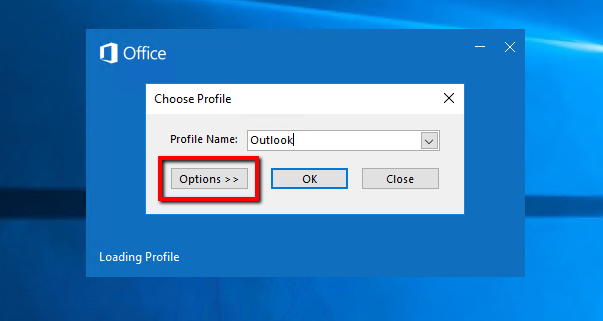 Office
Choose Profile
Profile Name: Outlook
Options >> OK Close
Loading Profile